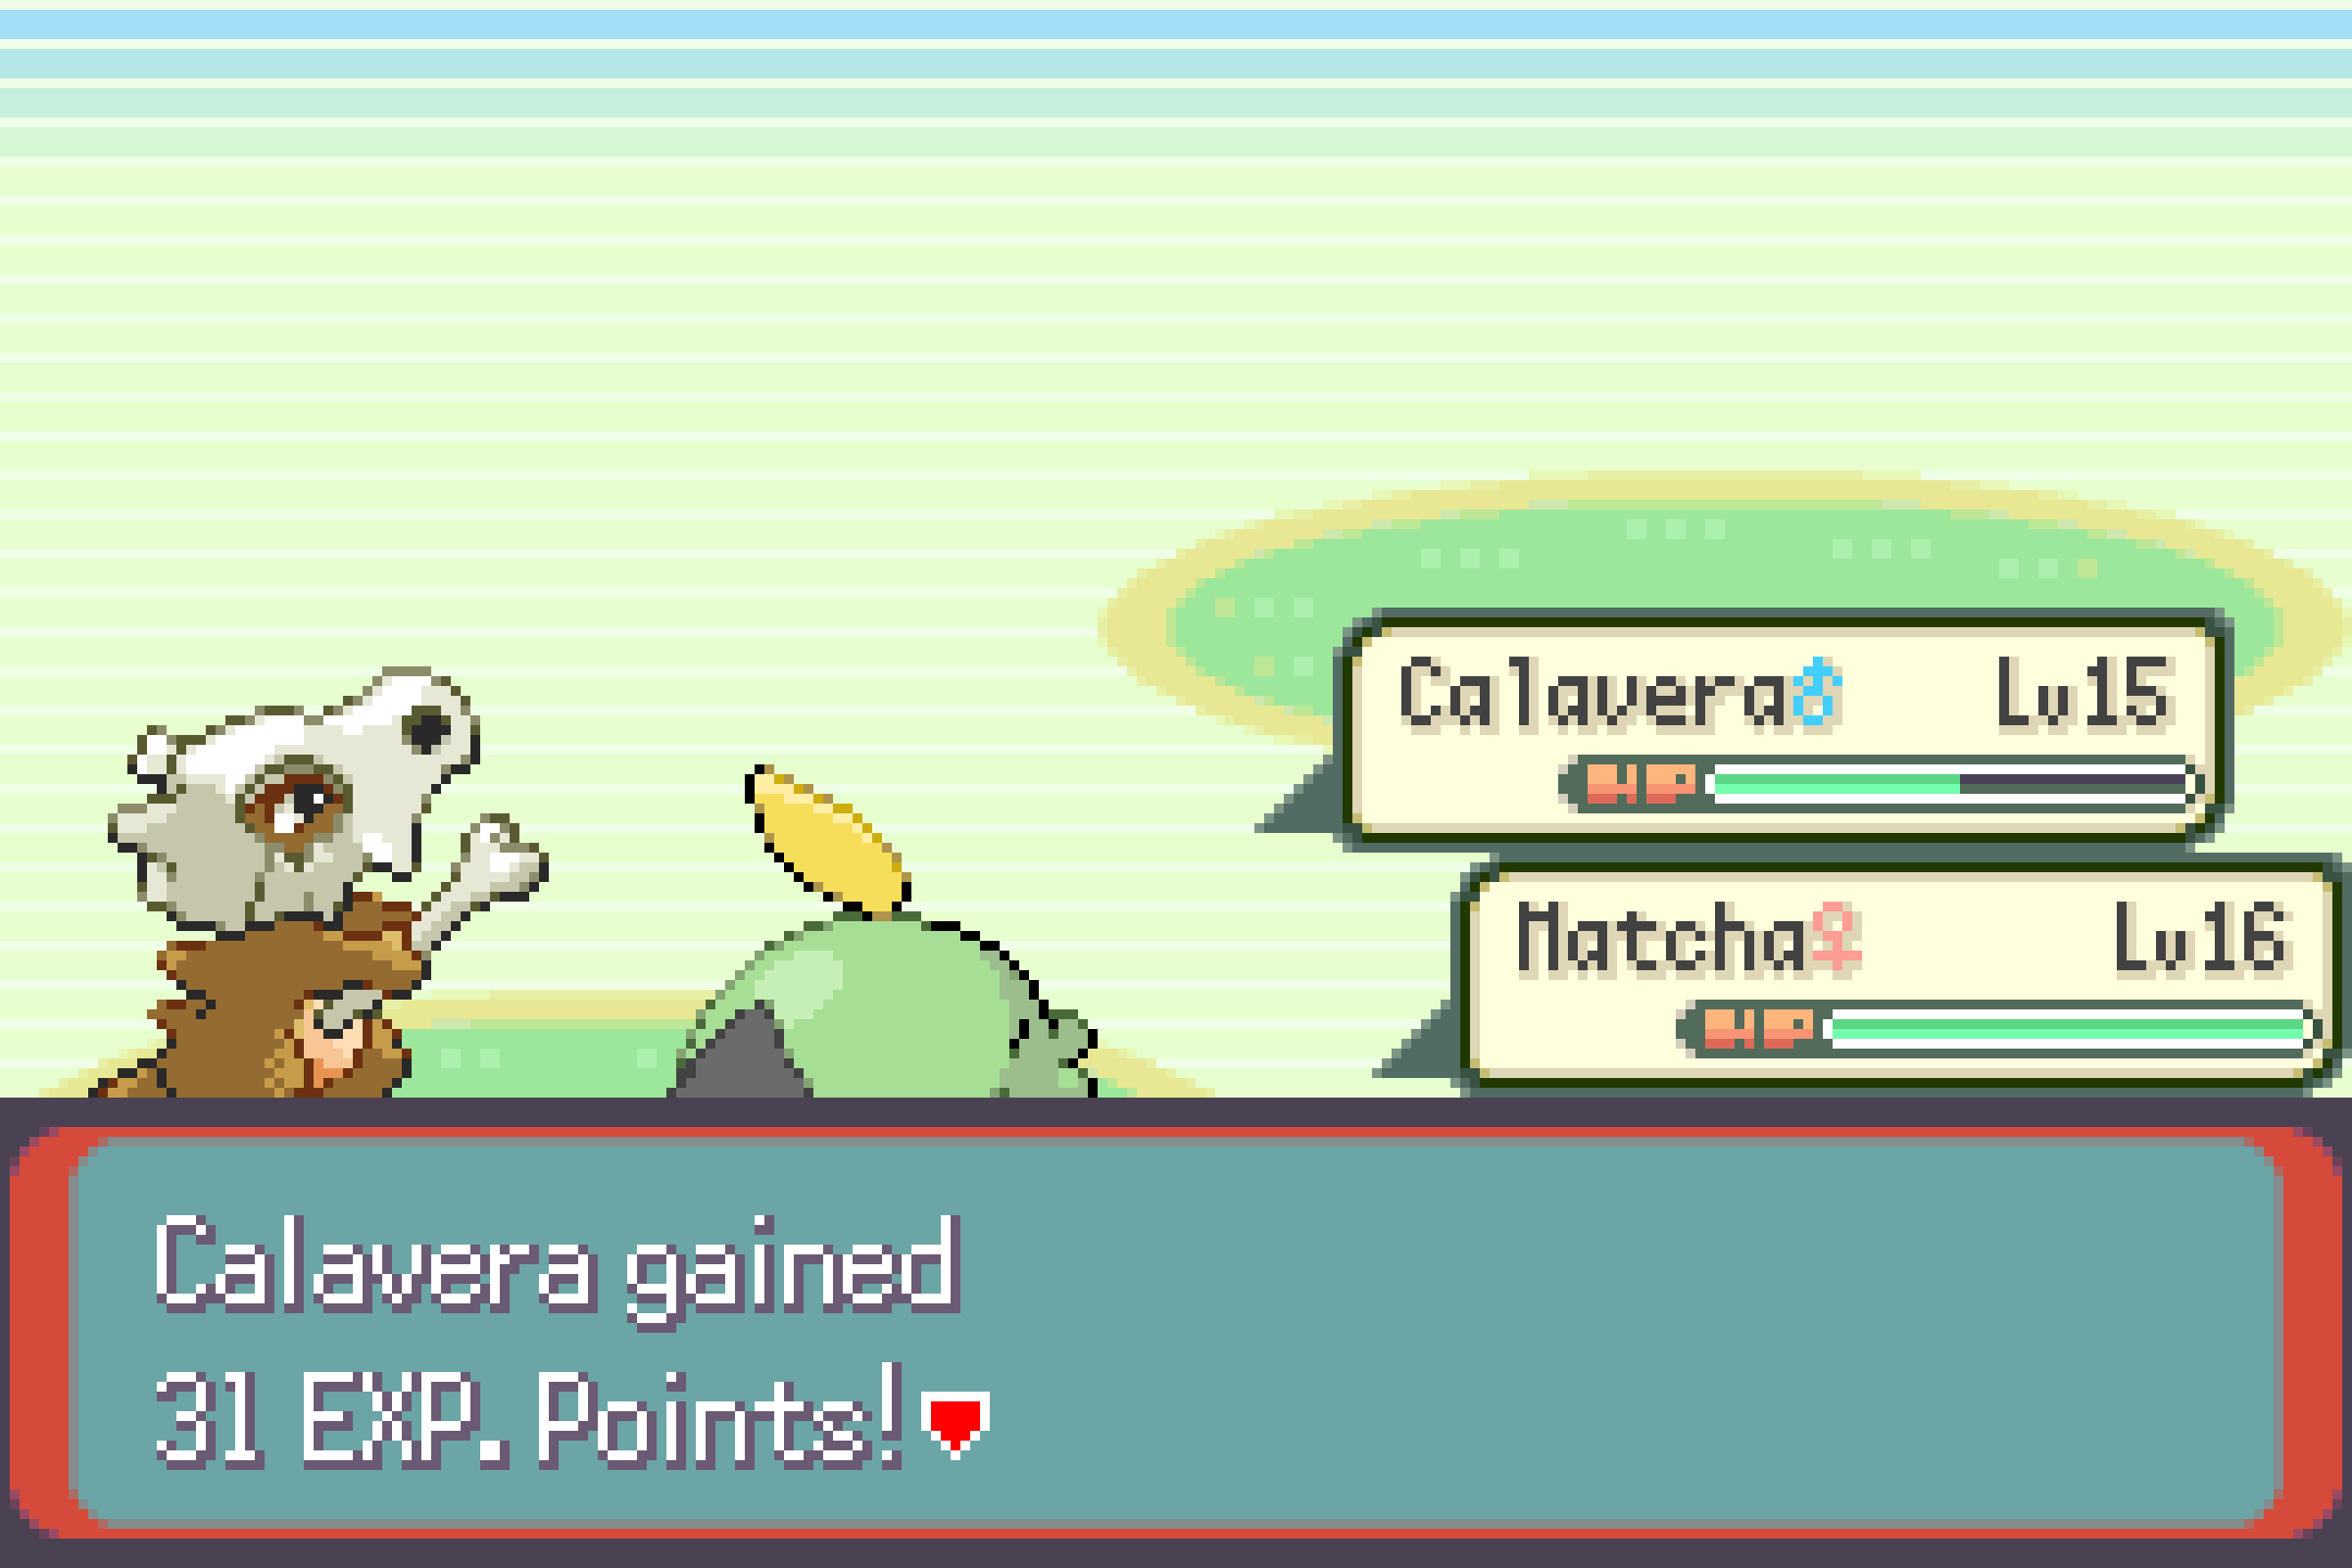 Calavera♂ Lv15
HP
Matcha♀ Lv16
HP
Calavera gained
31 EXP. Points!